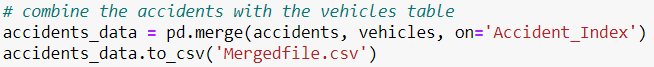 # combine the accidents with the vehicles table
accidents_data = pd.merge(accidents, vehicles, on='Accident_Index')
accidents_data.to_csv('Mergedfile.csv')